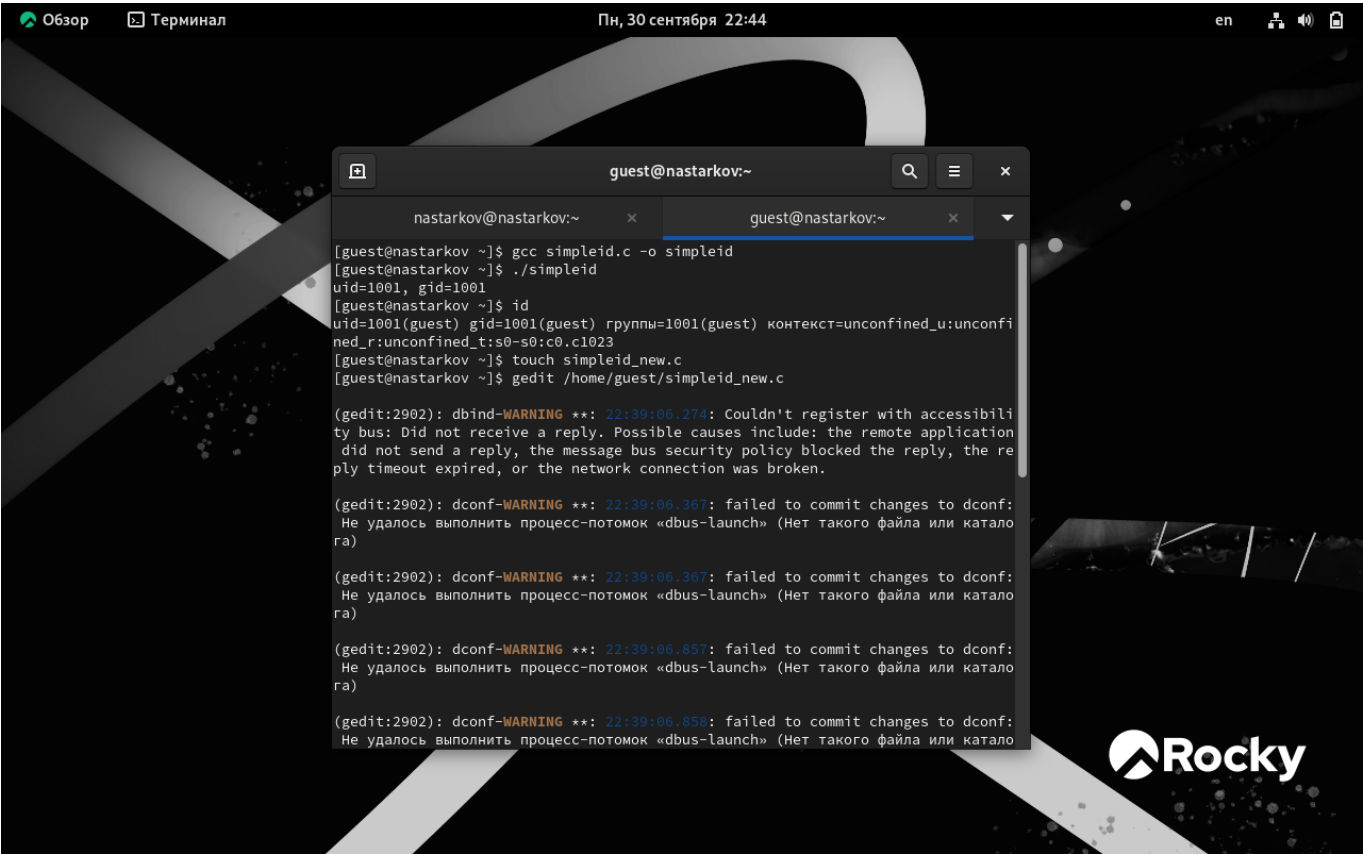 Обзор
Терминал
Пн, 30 сентября 22:44
en
guest@nastarkov:~
nastarkov@nastarkov:~
guest@nastarkov:~
[guest@nastarkov ~]$ gcc simpleid.c -o simpleid
[guest@nastarkov ~]$ ./simpleid
uid=1001, gid=1001
[guest@nastarkov ~]$ id
uid=1001(guest) gid=1001(guest) группы=1001(guest) контекст=unconfined_u:unconfi
ned_r:unconfined_t:s0-s0:c0.c1023
[guest@nastarkov ~]$ touch simpleid_new.c
[guest@nastarkov ~]$ gedit /home/guest/simpleid_new.c
(gedit:2902): dbind-WARNING **: 22:39:06.274: Couldn't register with accessibili
ty bus: Did not receive a reply. Possible causes include: the remote application
did not send a reply, the message bus security policy blocked the reply, the re
ply timeout expired, or the network connection was broken.
(gedit:2902): dconf-WARNING **: 22:39:06.367: failed to commit changes to dconf:
Не удалось выполнить процесс-потомок «dbus-launch» (Нет такого файла или катало
га)
(gedit:2902): dconf-WARNING **: 22:39:06.367: failed to commit changes to dconf:
Не удалось выполнить процесс-потомок «dbus-launch» (Нет такого файла или катало
га)
(gedit:2902): dconf-WARNING **: 22:39:06.857: failed to commit changes to dconf:
Не удалось выполнить процесс-потомок «dbus-launch» (Нет такого файла или катало
га)
(gedit:2902): dconf-WARNING **: 22:39:06.858: failed to commit changes to dconf:
Не удалось выполнить процесс-потомок «dbus-launch» (Нет такого файла или катало
Rocky